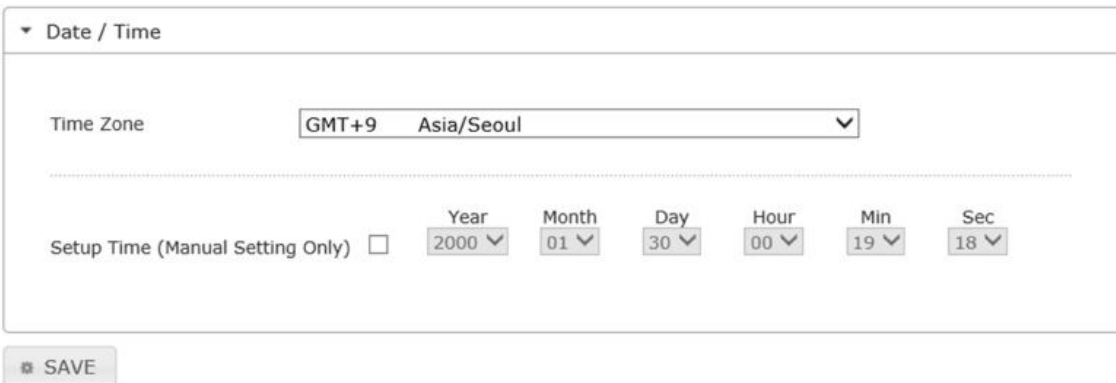 Date / Time
Time Zone
GMT+9 Asia/Seoul
Year Month Day Hour Min Sec
Setup Time (Manual Setting Only) 2000 01 30 00 19 18
SAVE